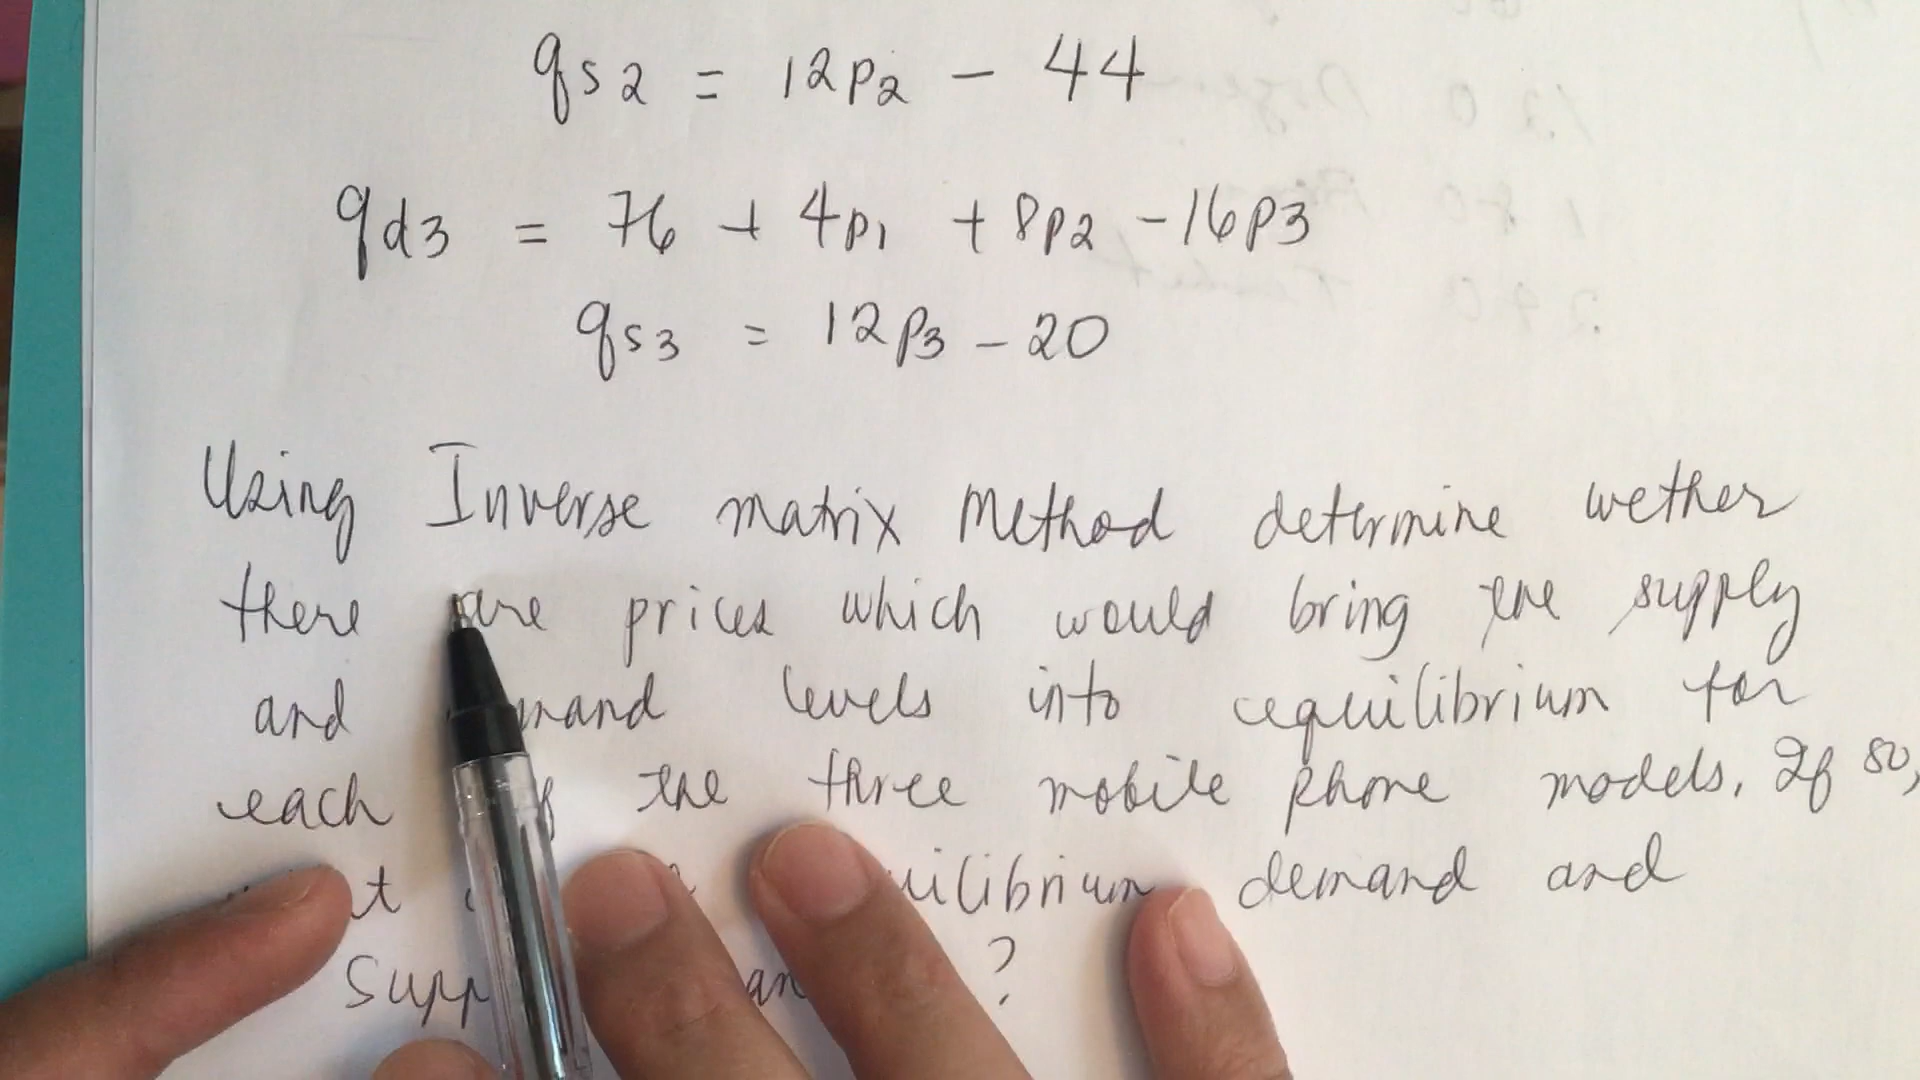 qs2 = 12p2 - 44
qd3 = 76 + 4p1 + 8p2 - 16p3
qs3 = 12p3 - 20
Using Inverse matrix Method determine wether
there are prices which would bring the supply
and mand levels into equilibrium for
each the three mobile phone models. If so,
uilibrium demand and
Supp ?